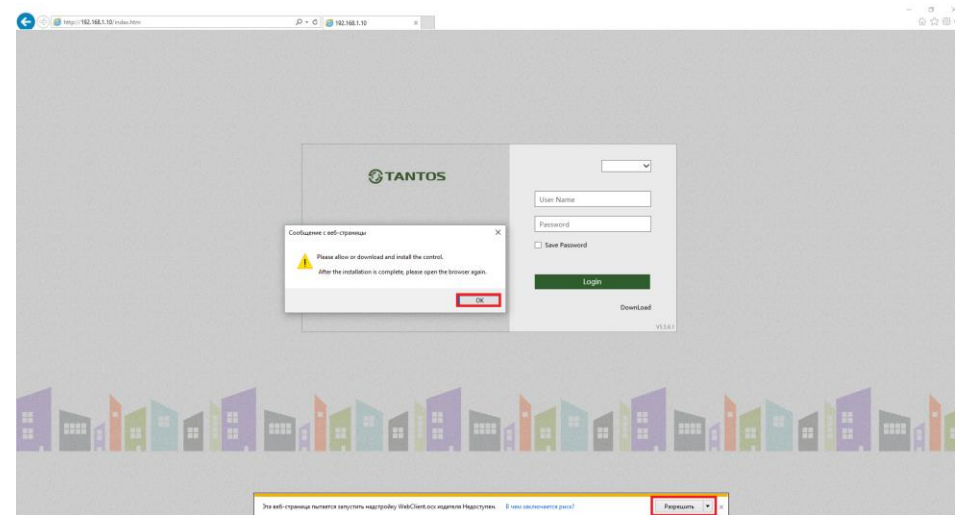 http://192.168.1.10/index.htm
192.168.1.10
TANTOS
User Name
Password
Save Password
Login
DownLoad
Сообщение с веб-страницы
Please allow or download and install the control.
After the installation is complete, please open the browser again.
OK
Эта веб-страница пытается запустить надстройку WebClient.ocx издателя Недоступен.
В чем заключается риск?
Разрешить